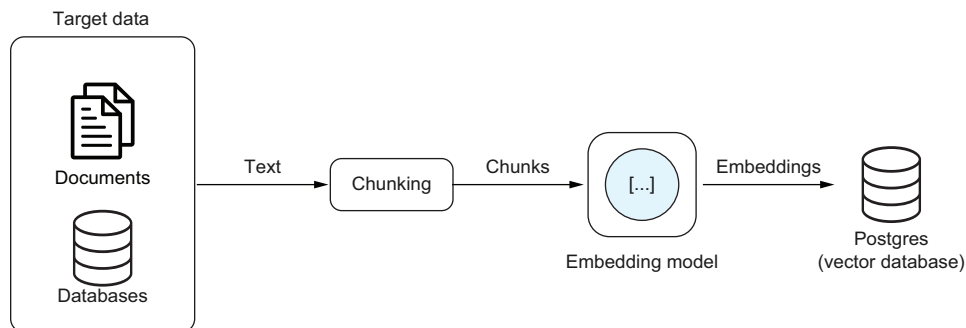 Target data
Documents
Databases
Text
Chunking
Chunks
[...]
Embedding model
Embeddings
Postgres
(vector database)